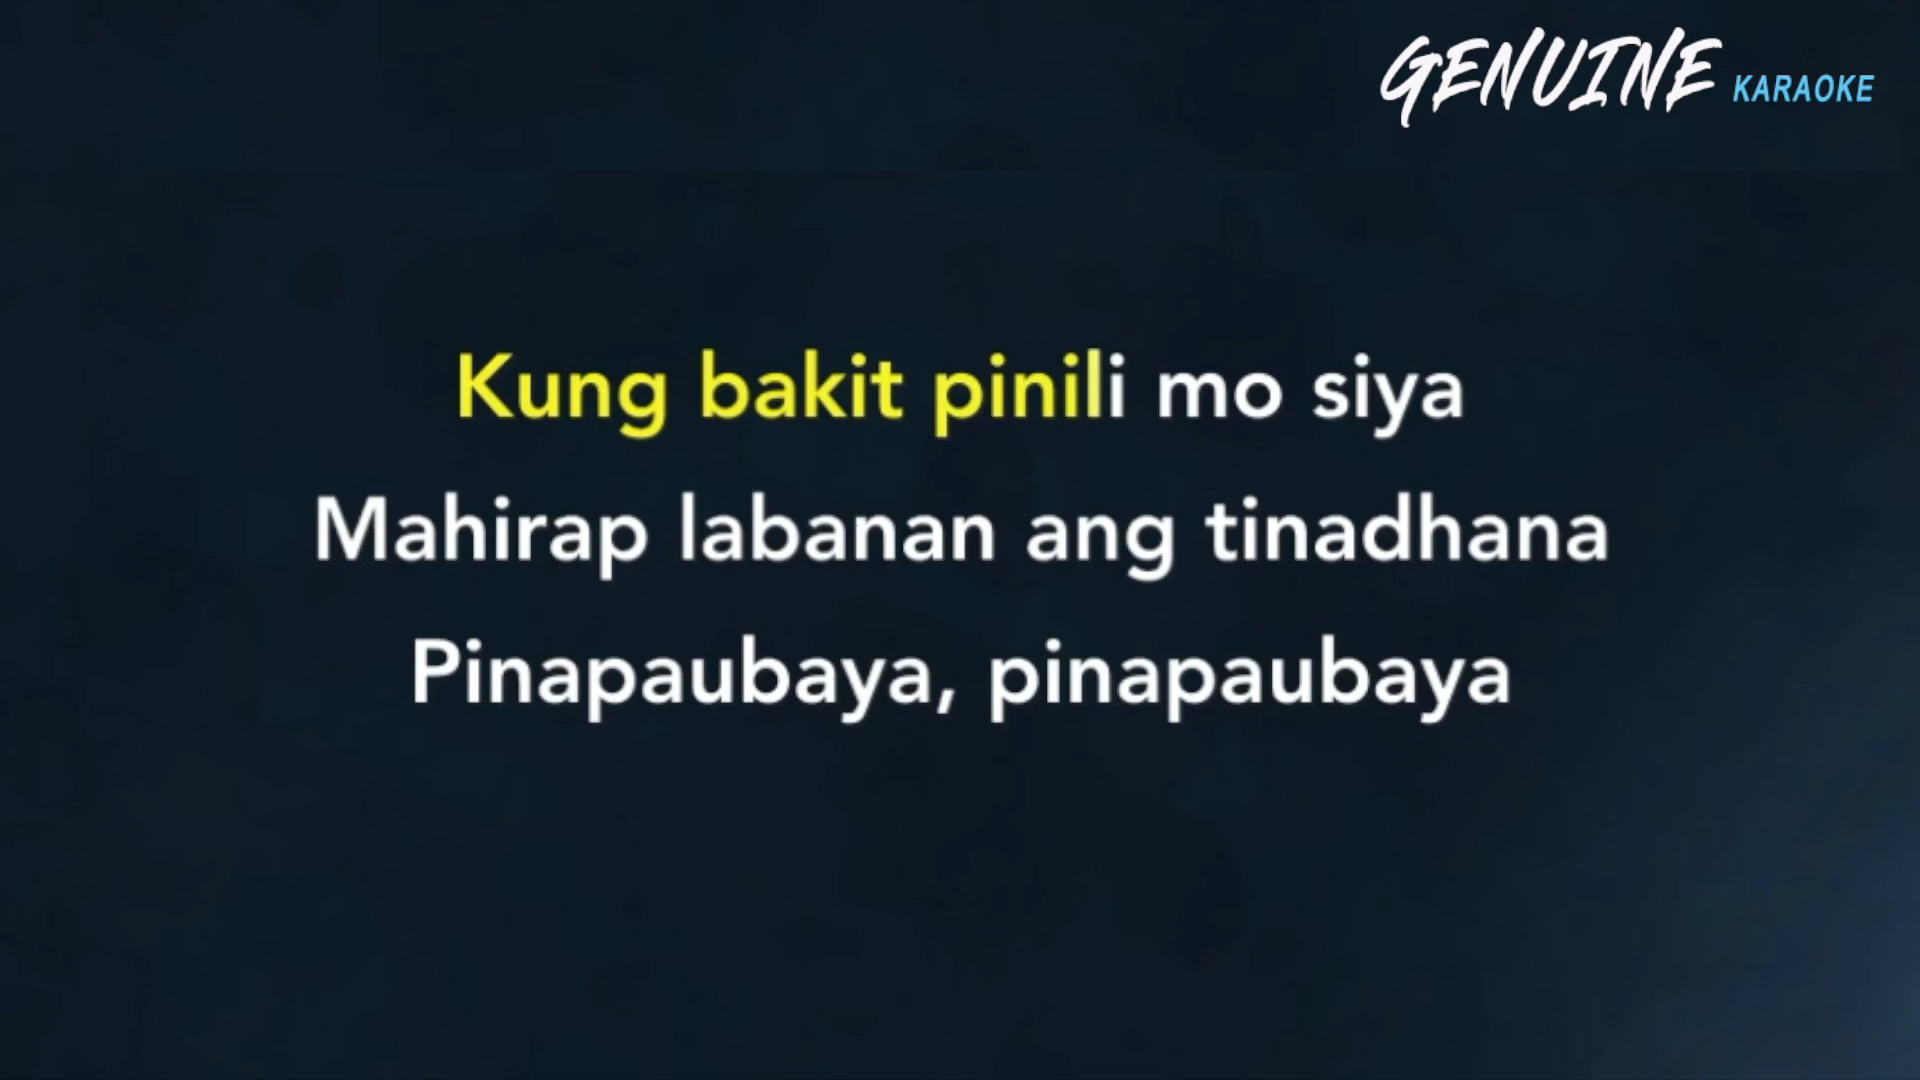 GENUINE KARAOKE
Kung bakit pinili mo siya
Mahirap labanan ang tinadhana
Pinapaubaya, pinapaubaya